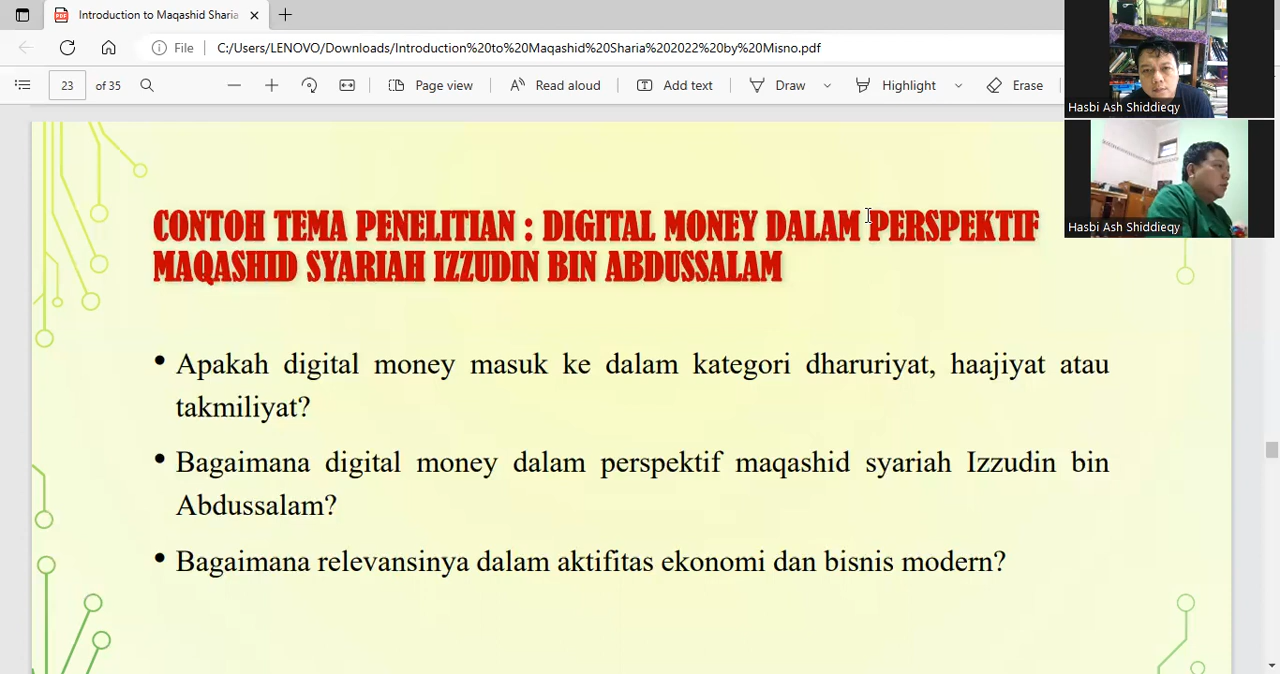 Introduction to Maqashid Sharia
File
C:/Users/LENOVO/Downloads/Introduction%20to%20Maqashid%20Sharia%202022%20by%20Misno.pdf
23 of 35
Page view
Read aloud
Add text
Draw
Highlight
Erase
Hasbi Ash Shiddieqy
Hasbi Ash Shiddieqy
CONTOH TEMA PENELITIAN : DIGITAL MONEY DALAM PERSPEKTIF
MAQASHID SYARIAH IZZUDIN BIN ABDUSSALAM
• Apakah digital money masuk ke dalam kategori dharuriyat, haajiyat atau
takmiliyat?
• Bagaimana digital money dalam perspektif maqashid syariah Izzudin bin
Abdussalam?
• Bagaimana relevansinya dalam aktifitas ekonomi dan bisnis modern?